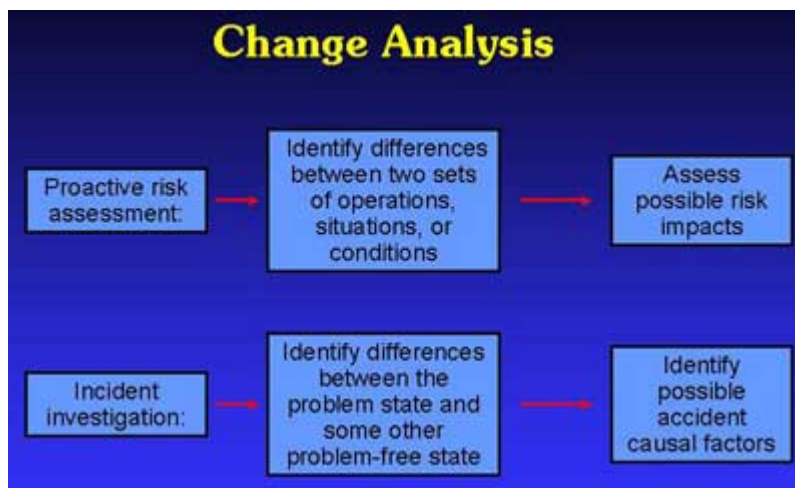 Change Analysis
Proactive risk
assessment:
Identify differences
between two sets
of operations,
situations, or
conditions
Assess
possible risk
impacts
Incident
investigation:
Identify differences
between the
problem state and
some other
problem-free state
Identify
possible
accident
causal factors